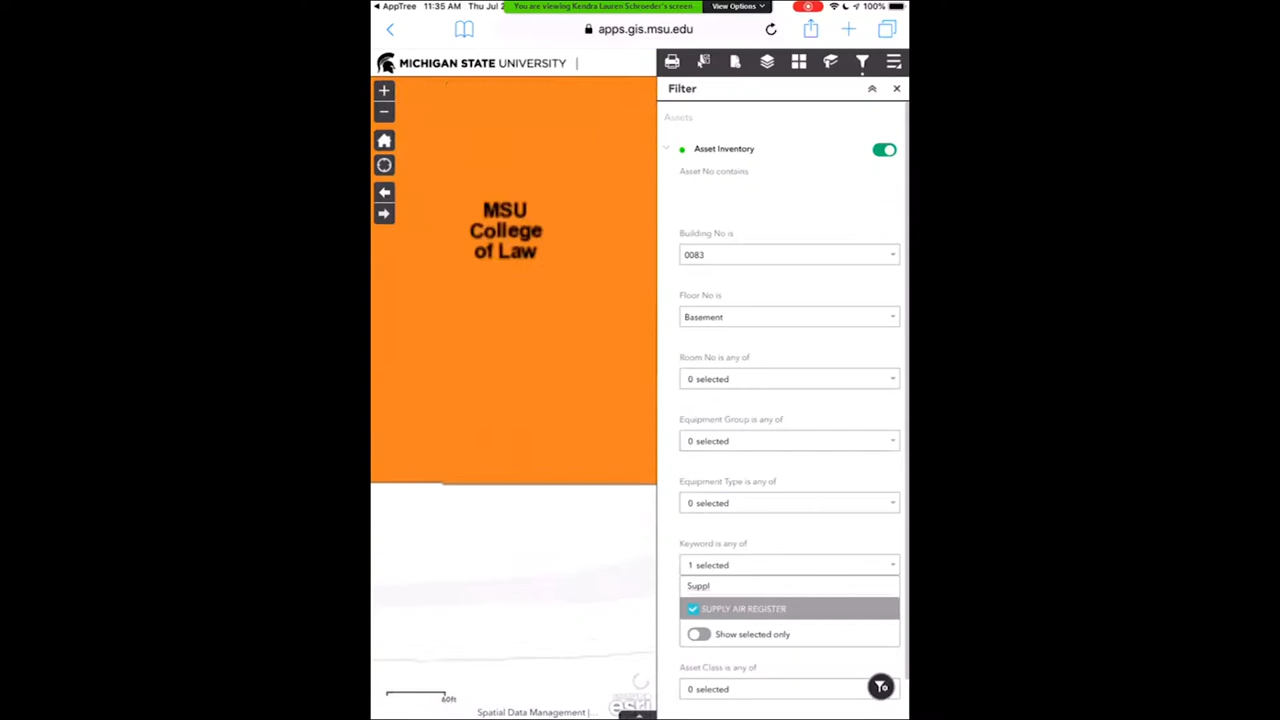 AppTree 11:35 AM Thu Jul You are viewing Kendra Lauren Schroeder's screen View Options 100%
apps.gis.msu.edu
MICHIGAN STATE UNIVERSITY
Filter
Assets
Asset Inventory
Asset No contains
MSU
College
of Law
Building No is
0083
Floor No is
Basement
Room No is any of
0 selected
Equipment Group is any of
0 selected
Equipment Type is any of
0 selected
Keyword is any of
1 selected
Suppl
SUPPLY AIR REGISTER
Show selected only
Asset Class is any of
0 selected
60ft
esri
Spatial Data Management |...